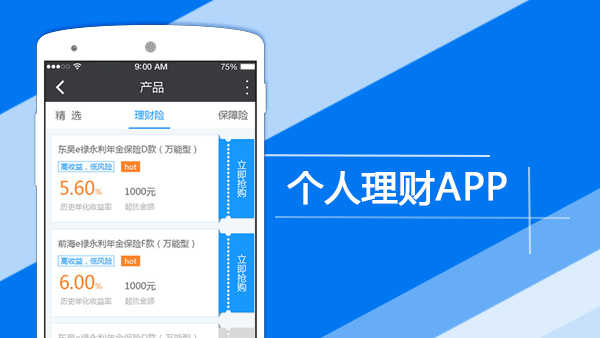 9:00 AM
75%
产品
精 选
理财险
保障险
东吴e禄永利年金保险D款（万能型）
高收益，低风险
hot
5.60%
1000元
历史年化收益率
起投金额
立即抢购
前海e禄永利年金保险F款（万能型）
高收益，低风险
hot
6.00%
1000元
历史年化收益率
起投金额
立即抢购
个人理财APP